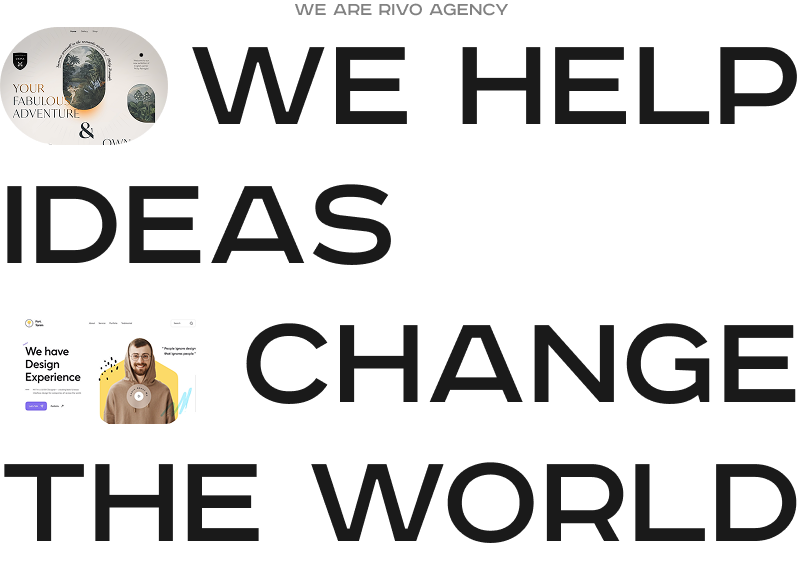 WE ARE RIVO AGENCY
WE HELP
YOUR
FABULOUS
ADVENTURE
&
OWN
IDEAS
CHANGE
We have
Design
Experience
" People ignore design
that ignores people "
THE WORLD